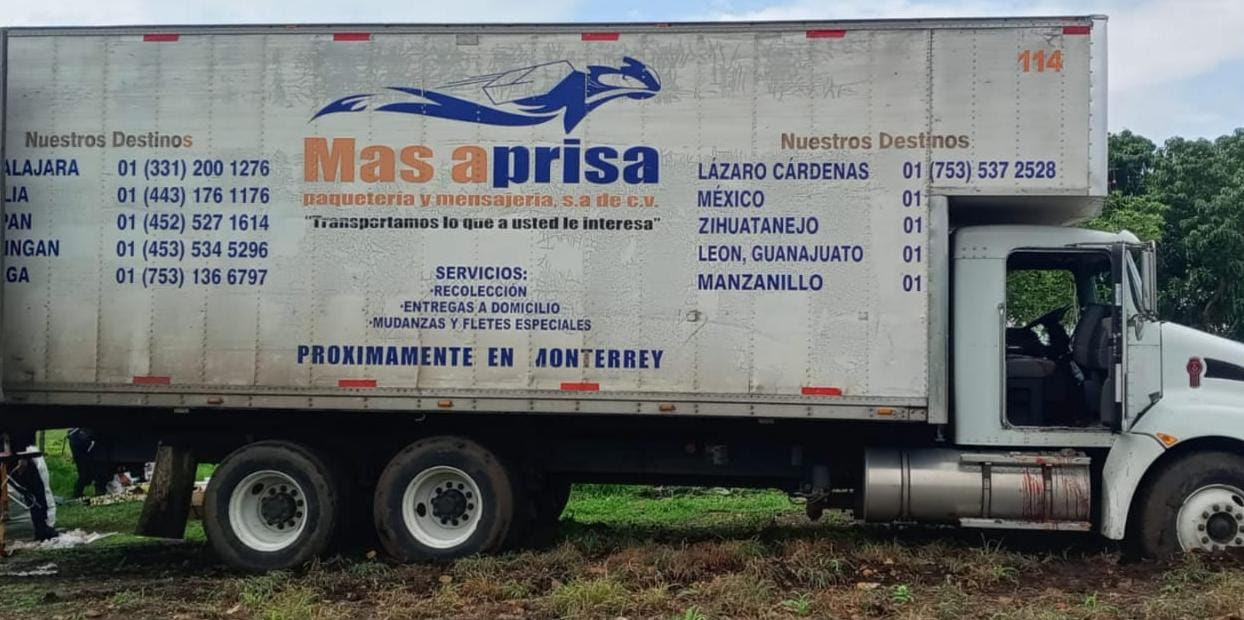 114
Nuestros Destinos
ALAJARA 01 (331) 200 1276
LIA 01 (443) 176 1176
PAN 01 (452) 527 1614
INGAN 01 (453) 534 5296
GA 01 (753) 136 6797
Mas aprisa
paqueteria y mensajeria, s.a de c.v.
"Transportamos lo que a usted le interesa"
SERVICIOS:
·RECOLECCIÓN
·ENTREGAS A DOMICILIO
·MUDANZAS Y FLETES ESPECIALES
PROXIMAMENTE EN MONTERREY
Nuestros Destinos
LÁZARO CÁRDENAS 01 (753) 537 2528
MÉXICO 01
ZIHUATANEJO 01
LEON, GUANAJUATO 01
MANZANILLO 01